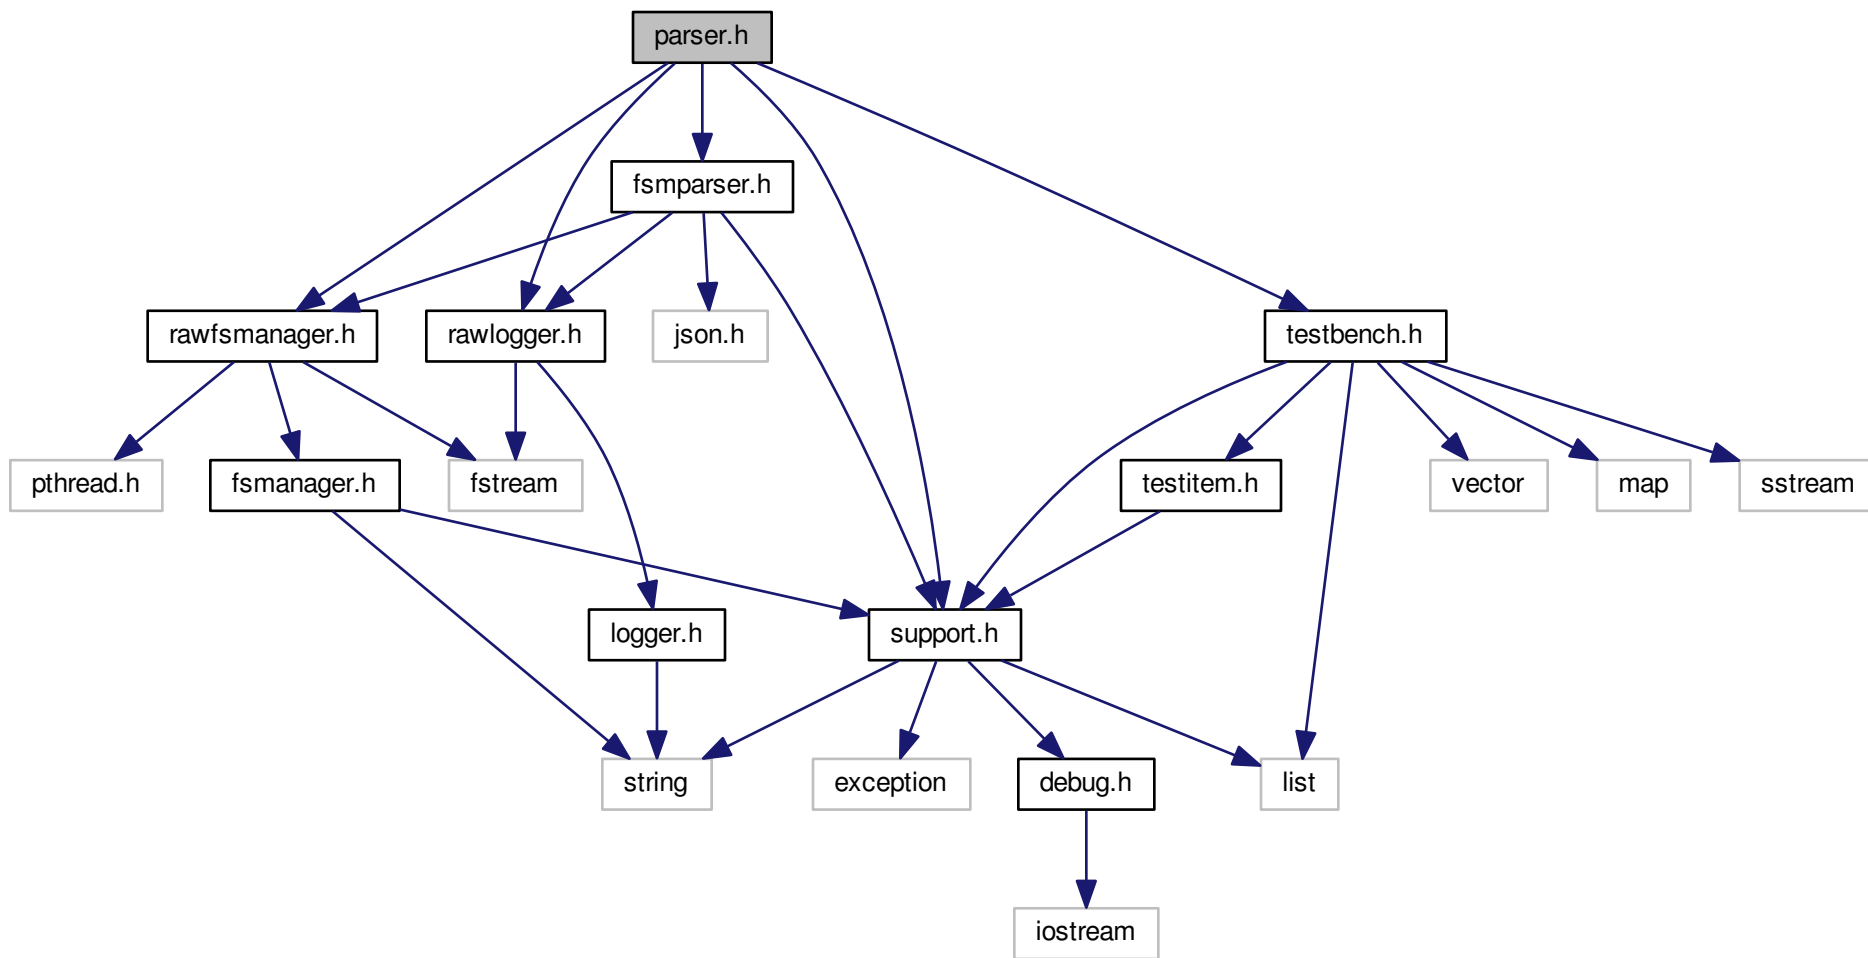 parser.h
fsmparser.h
rawfsmanager.h
rawlogger.h
json.h
testbench.h
pthread.h
fsmanager.h
fstream
testitem.h
vector
map
sstream
logger.h
support.h
string
exception
debug.h
list
iostream